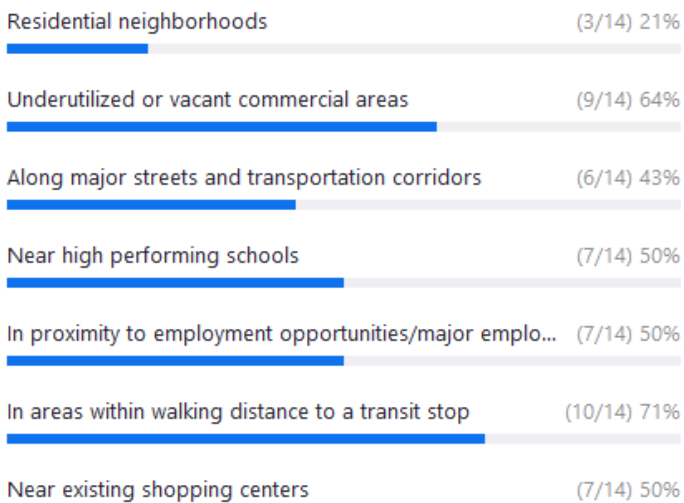 Residential neighborhoods (3/14) 21%
Underutilized or vacant commercial areas (9/14) 64%
Along major streets and transportation corridors (6/14) 43%
Near high performing schools (7/14) 50%
In proximity to employment opportunities/major emplo... (7/14) 50%
In areas within walking distance to a transit stop (10/14) 71%
Near existing shopping centers (7/14) 50%